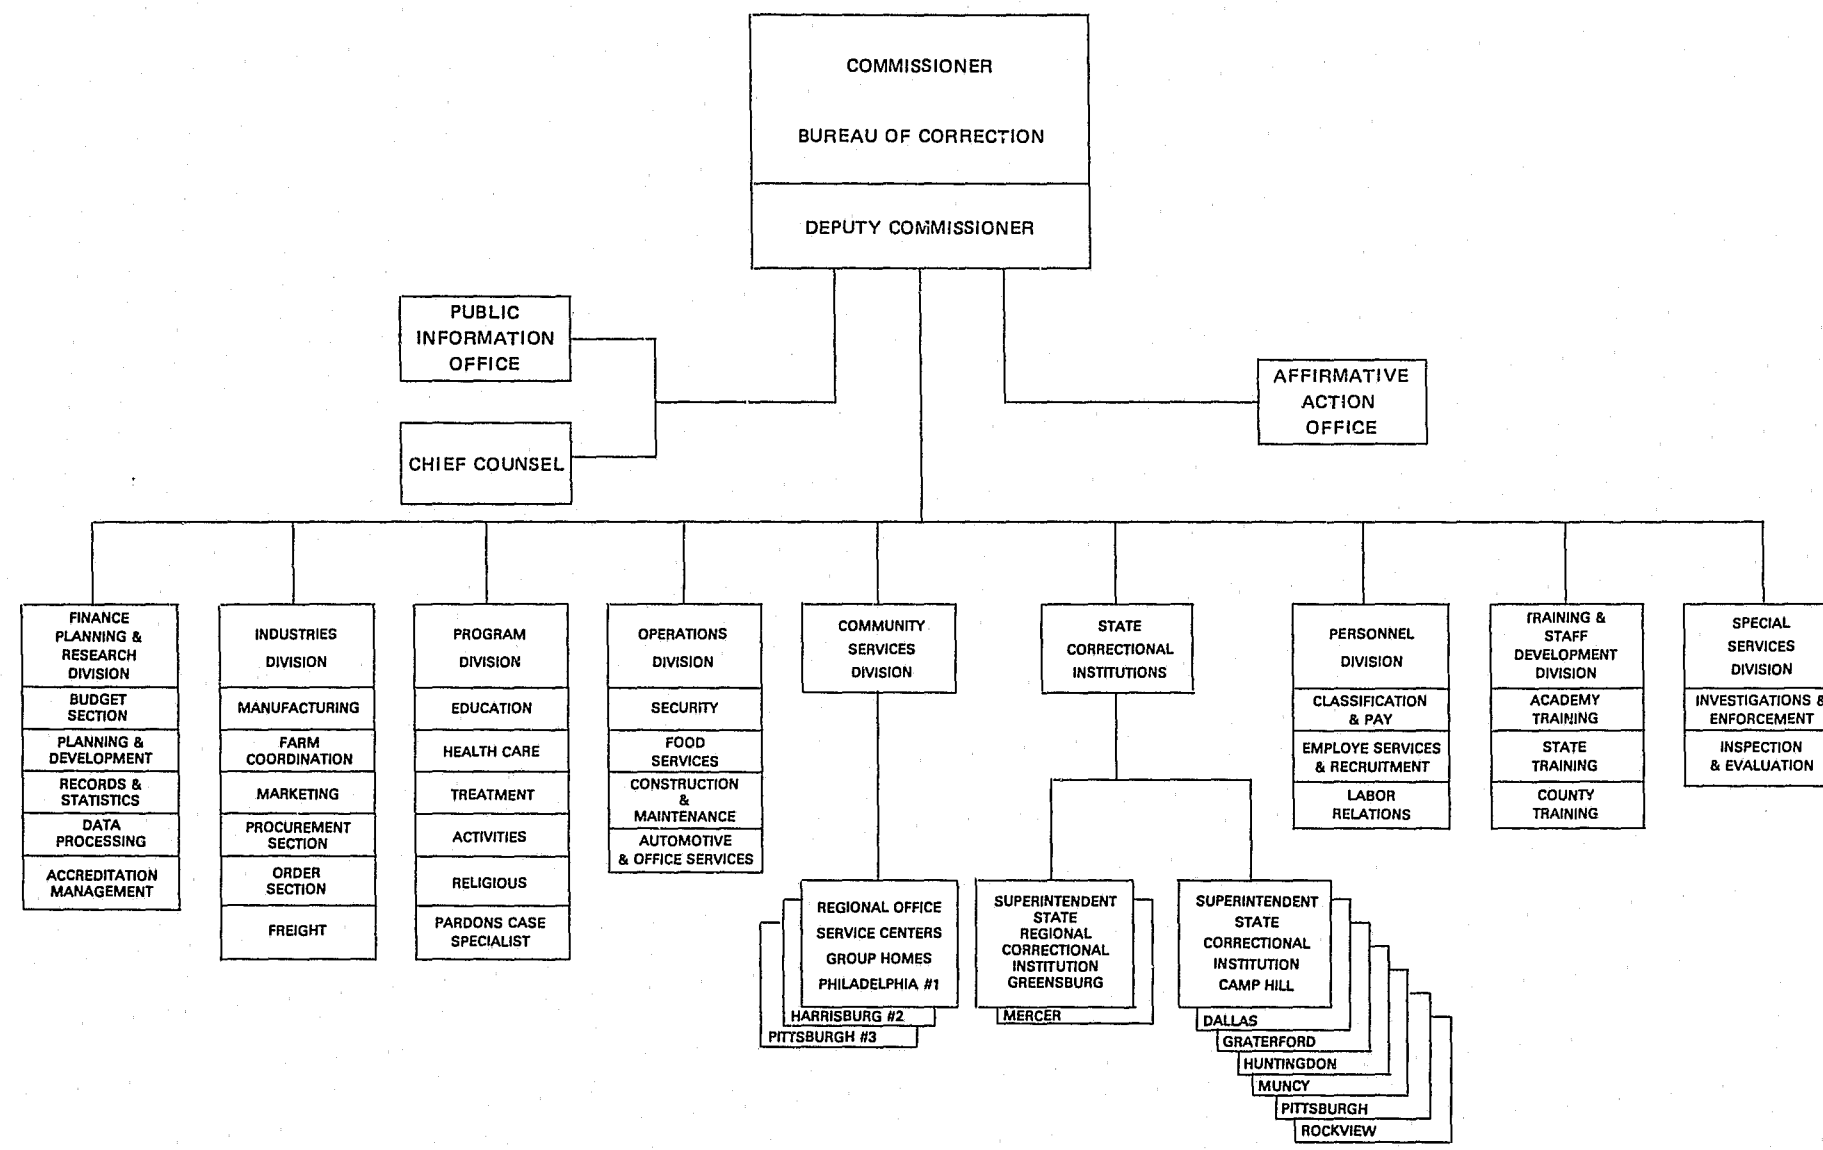 COMMISSIONER
BUREAU OF CORRECTION
DEPUTY COMMISSIONER
PUBLIC
INFORMATION
OFFICE
CHIEF COUNSEL
AFFIRMATIVE
ACTION
OFFICE
FINANCE
PLANNING &
RESEARCH
DIVISION
BUDGET
SECTION
PLANNING &
DEVELOPMENT
RECORDS &
STATISTICS
DATA
PROCESSING
ACCREDITATION
MANAGEMENT
INDUSTRIES
DIVISION
MANUFACTURING
FARM
COORDINATION
MARKETING
PROCUREMENT
SECTION
ORDER
SECTION
FREIGHT
PROGRAM
DIVISION
EDUCATION
HEALTH CARE
TREATMENT
ACTIVITIES
RELIGIOUS
PARDONS CASE
SPECIALIST
OPERATIONS
DIVISION
SECURITY
FOOD
SERVICES
CONSTRUCTION
&
MAINTENANCE
AUTOMOTIVE
& OFFICE SERVICES
COMMUNITY
SERVICES
DIVISION
REGIONAL OFFICE
SERVICE CENTERS
GROUP HOMES
PHILADELPHIA #1
HARRISBURG #2
PITTSBURGH #3
STATE
CORRECTIONAL
INSTITUTIONS
SUPERINTENDENT
STATE
REGIONAL
CORRECTIONAL
INSTITUTION
GREENSBURG
MERCER
SUPERINTENDENT
STATE
CORRECTIONAL
INSTITUTION
CAMP HILL
DALLAS
GRATERFORD
HUNTINGDON
MUNCY
PITTSBURGH
ROCKVIEW
PERSONNEL
DIVISION
CLASSIFICATION
& PAY
EMPLOYE SERVICES
& RECRUITMENT
LABOR
RELATIONS
TRAINING &
STAFF
DEVELOPMENT
DIVISION
ACADEMY
TRAINING
STATE
TRAINING
COUNTY
TRAINING
SPECIAL
SERVICES
DIVISION
INVESTIGATIONS &
ENFORCEMENT
INSPECTION
& EVALUATION